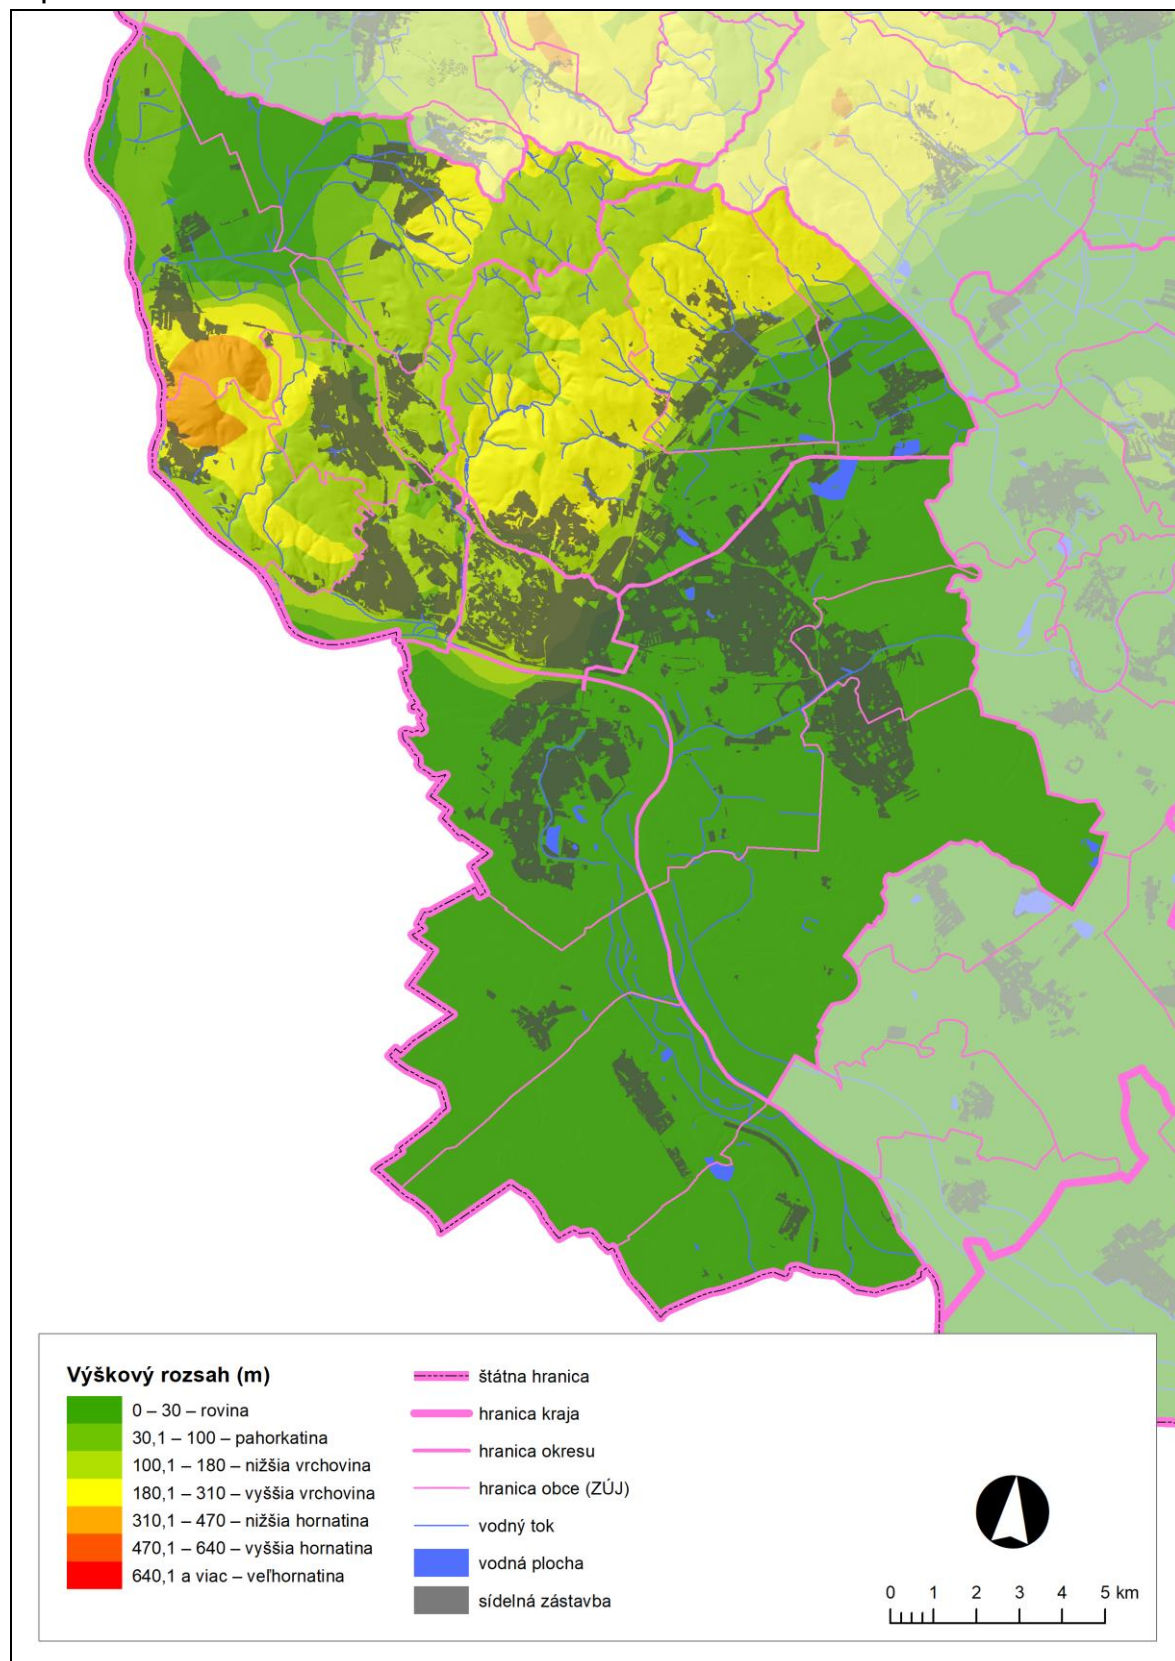 Výškový rozsah (m)
0 – 30 – rovina
30,1 – 100 – pahorkatina
100,1 – 180 – nižšia vrchovina
180,1 – 310 – vyššia vrchovina
310,1 – 470 – nižšia hornatina
470,1 – 640 – vyššia hornatina
640,1 a viac – veľhornatina
štátna hranica
hranica kraja
hranica okresu
hranica obce (ZÚJ)
vodný tok
vodná plocha
sídelná zástavba
0 1 2 3 4 5 km